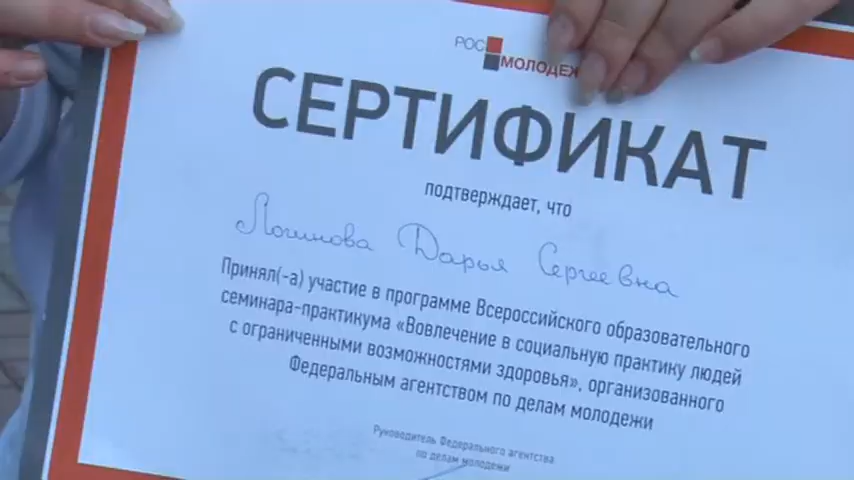 РОС
МОЛОДЕЖ
СЕРТИФИКАТ
подтверждает, что
Логинова Дарья Сергеевна
Принял(-а) участие в программе Всероссийского образовательного
семинара-практикума «Вовлечение в социальную практику людей
с ограниченными возможностями здоровья», организованного
Федеральным агентством по делам молодежи
Руководитель Федерального агентства
по делам молодежи